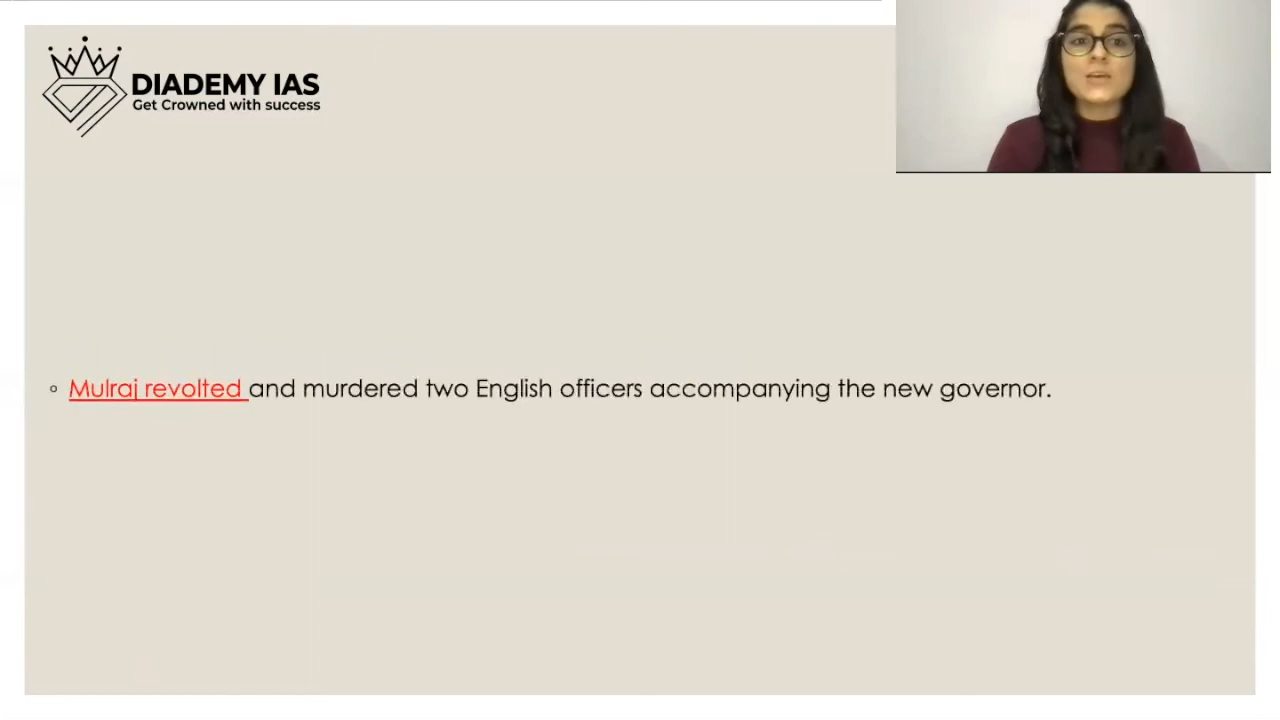 DIADEMY IAS
Get Crowned with success
Mulraj revolted and murdered two English officers accompanying the new governor.